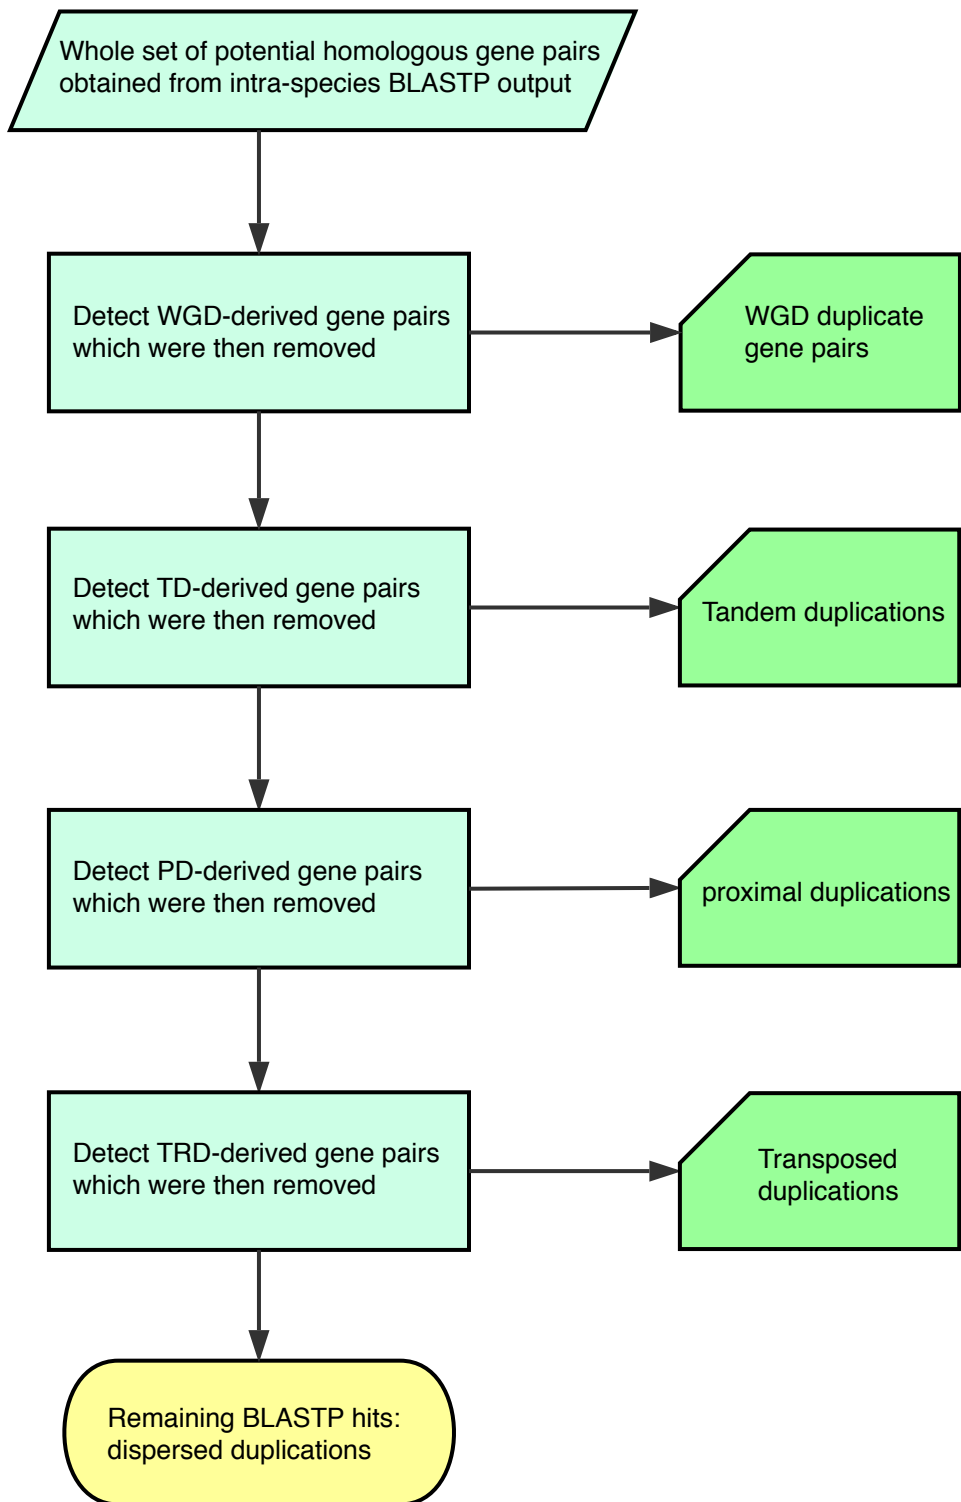 Whole set of potential homologous gene pairs
obtained from intra-species BLASTP output
Detect WGD-derived gene pairs
which were then removed
WGD duplicate
gene pairs
Detect TD-derived gene pairs
which were then removed
Tandem duplications
Detect PD-derived gene pairs
which were then removed
proximal duplications
Detect TRD-derived gene pairs
which were then removed
Transposed
duplications
Remaining BLASTP hits:
dispersed duplications